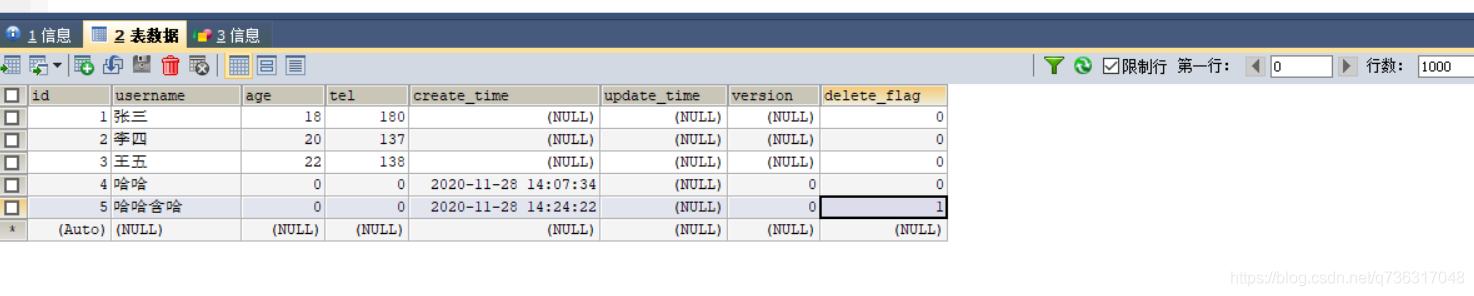 1 信息 2 表数据 3 信息
限制行 第一行: 0 行数: 1000
id username age tel create_time update_time version delete_flag
1 张三 18 180 (NULL) (NULL) (NULL) 0
2 李四 20 137 (NULL) (NULL) (NULL) 0
3 王五 22 138 (NULL) (NULL) (NULL) 0
4 哈哈 0 0 2020-11-28 14:07:34 (NULL) 0 0
5 哈哈含哈 0 0 2020-11-28 14:24:22 (NULL) 0 1
* (Auto) (NULL) (NULL) (NULL) (NULL) (NULL) (NULL) (NULL)
https://blog.csdn.net/q736317048